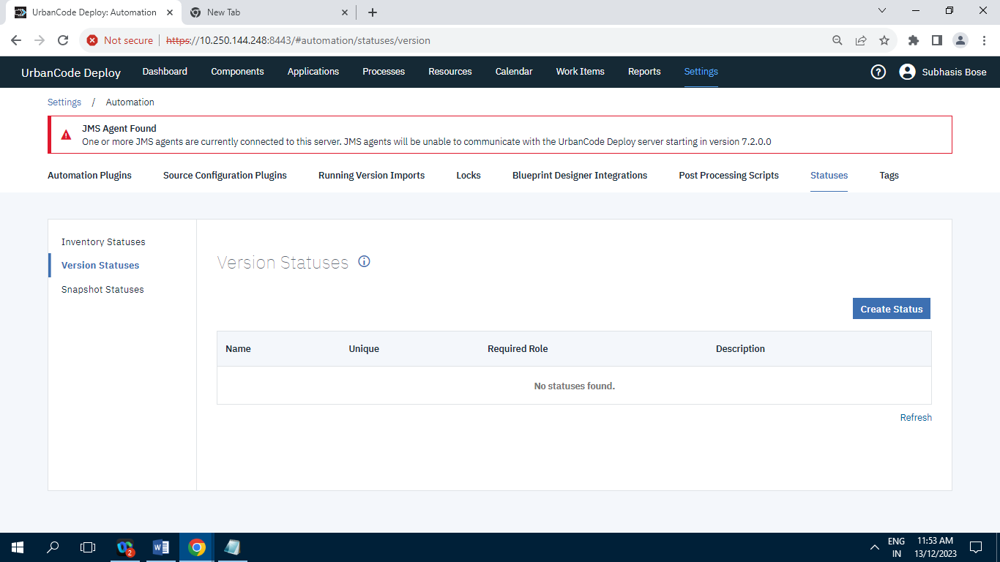 UrbanCode Deploy: Automation
New Tab
Not secure
https://10.250.144.248:8443/#automation/statuses/version
UrbanCode Deploy Dashboard Components Applications Processes Resources Calendar Work Items Reports Settings Subhasis Bose
Settings / Automation
JMS Agent Found
One or more JMS agents are currently connected to this server. JMS agents will be unable to communicate with the UrbanCode Deploy server starting in version 7.2.0.0
Automation Plugins Source Configuration Plugins Running Version Imports Locks Blueprint Designer Integrations Post Processing Scripts Statuses Tags
Inventory Statuses
Version Statuses
Snapshot Statuses
Version Statuses
Create Status
Name Unique Required Role Description
No statuses found.
Refresh
2
ENG
IN
11:53 AM
13/12/2023